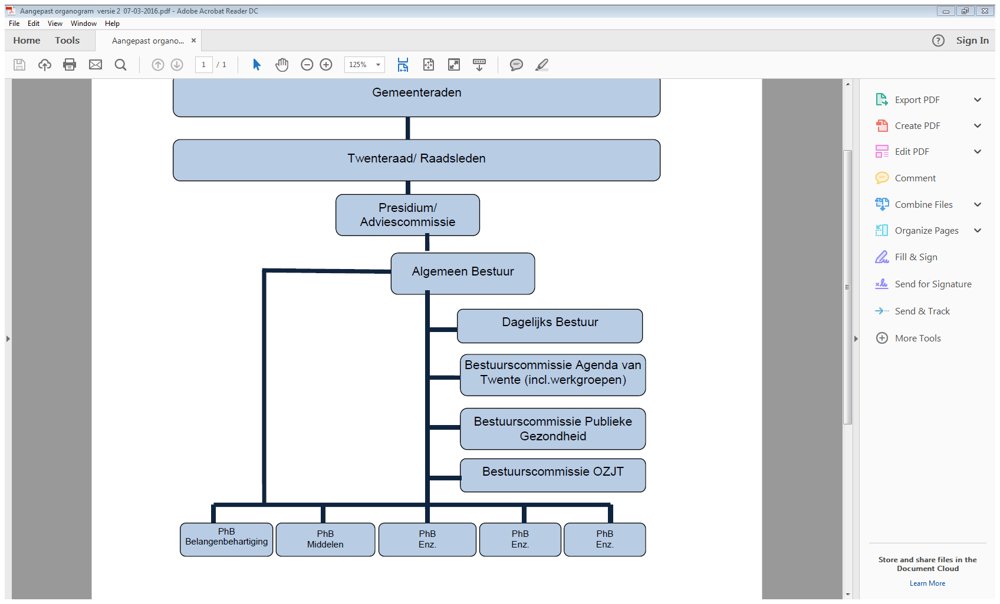 Aangepast organogram  versie 2  07-03-2016.pdf - Adobe Acrobat Reader DC
File Edit View Window Help
Home Tools Aangepast organo... × Sign In
1 / 1 125%
Gemeenteraden
Twenteraad/ Raadsleden
Presidium/
Adviescommissie
Algemeen Bestuur
Dagelijks Bestuur
Bestuurscommissie Agenda van
Twente (incl.werkgroepen)
Bestuurscommissie Publieke
Gezondheid
Bestuurscommissie OZJT
PhB
Belangenbehartiging
PhB
Middelen
PhB
Enz.
PhB
Enz.
PhB
Enz.
Export PDF
Create PDF
Edit PDF
Comment
Combine Files
Organize Pages
Fill & Sign
Send for Signature
Send & Track
More Tools
Store and share files in the
Document Cloud
Learn More